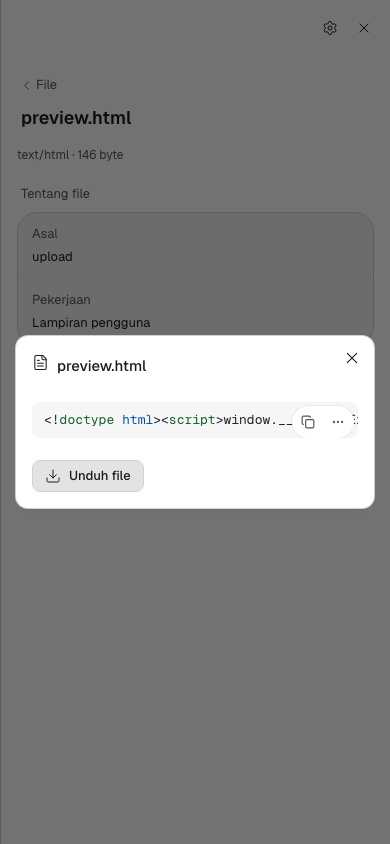 File
preview.html
text/html · 146 byte
Tentang file
Asal
upload
Pekerjaan
Lampiran pengguna
preview.html
<!doctype html><script>window.__
Unduh file